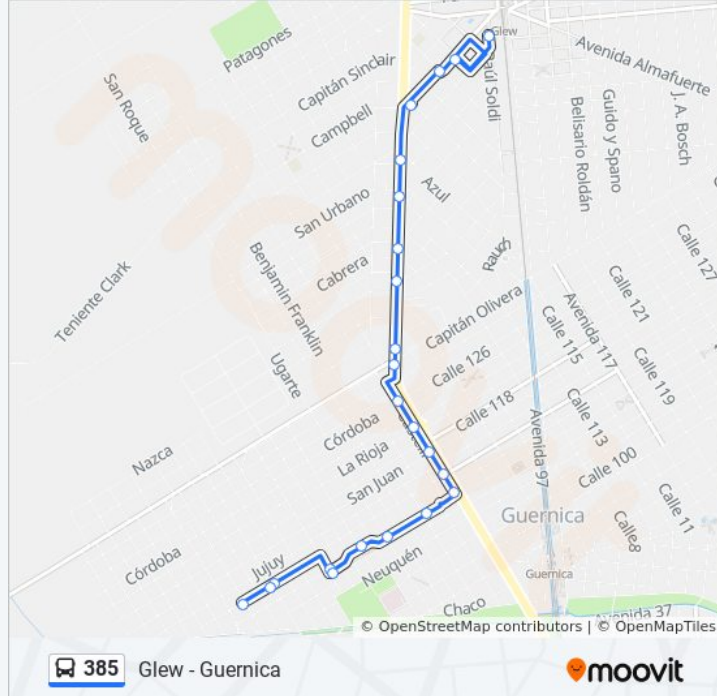 Patagones
Glew
Avenida Almafuerte
Capitán Sinclair
Raúl Soldi
San Roque
Campbell
Guido y Spano
Belisario Roldán
J. A. Bosch
Azul
San Urbano
Calle 127
Rauch
Cabrera
Benjamín Franklin
Teniente Clark
Calle 121
Capitán Olivera
Avenida 117
Calle 115
Calle 126
Ugarte
Calle 119
Calle 118
Avenida 97
Calle 113
Córdoba
La Rioja
Nazca
San Juan
Calle 100
Calle 11
Guernica
Calle8
Córdoba
Jujuy
Neuquén
Guernica
Chaco
Avenida 37
© OpenStreetMap contributors | © OpenMapTiles
385 Glew - Guernica
moovit